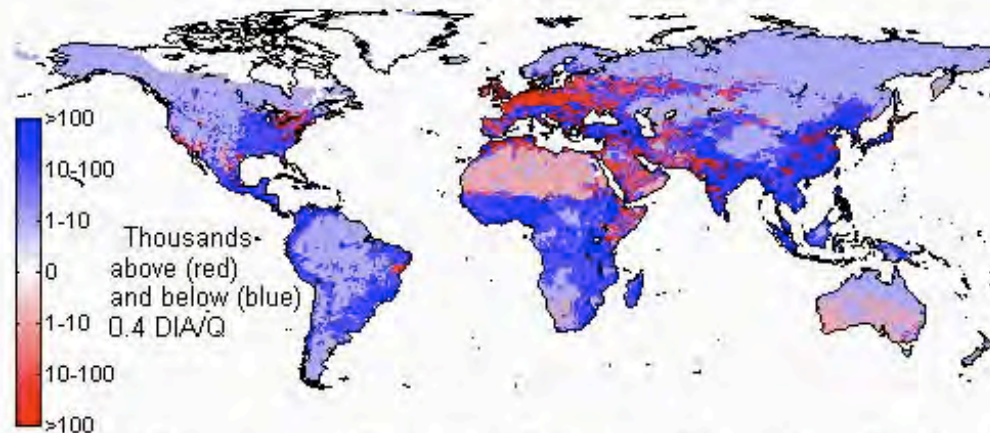 >100
10-100
1-10
0
1-10
10-100
>100
Thousands
above (red)
and below (blue)
0.4 DIA/Q